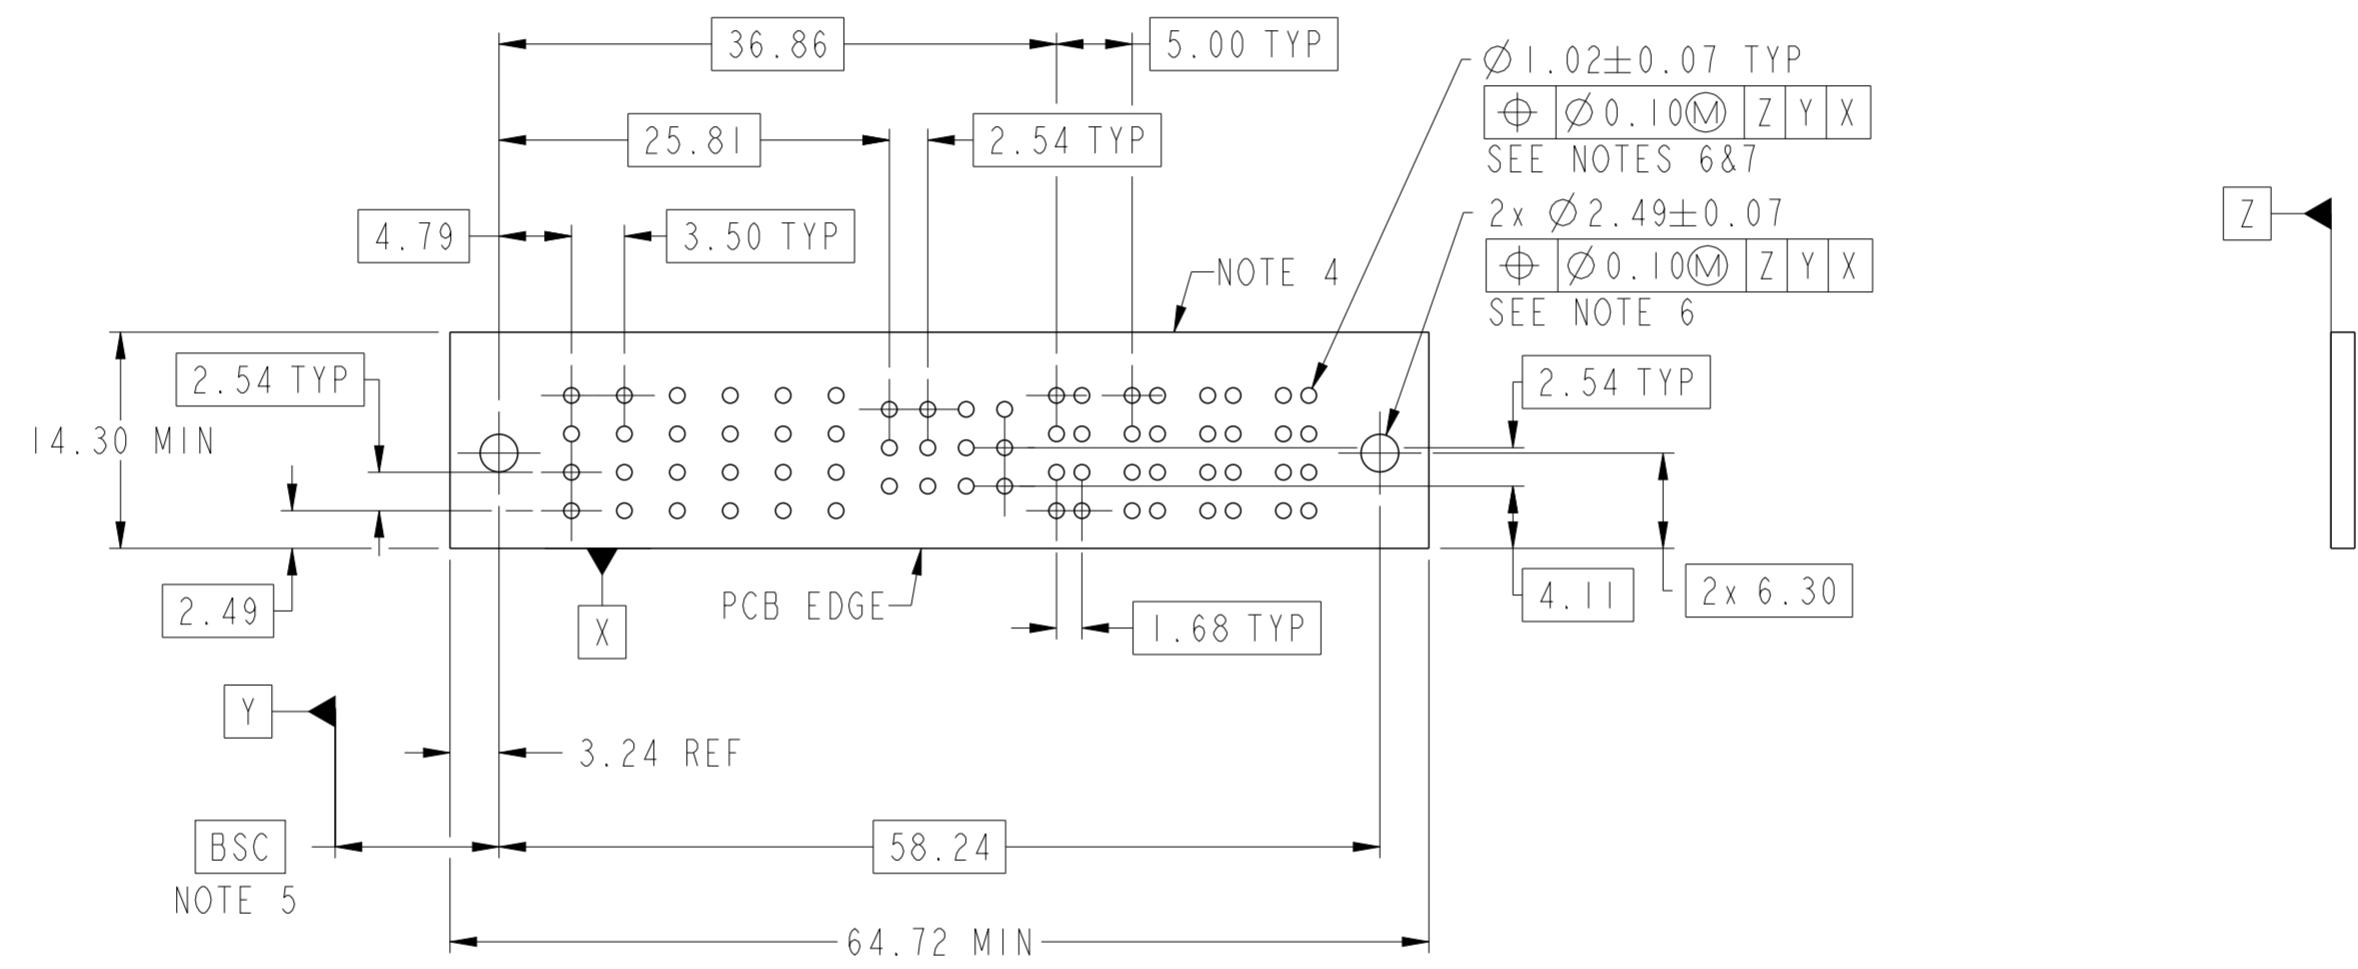 36.86
5.00 TYP
Ø1.02±0.07 TYP
⌖ Ø0.10Ⓜ Z Y X
SEE NOTES 6&7
25.81
2.54 TYP
2x Ø2.49±0.07
⌖ Ø0.10Ⓜ Z Y X
SEE NOTE 6
Z
4.79
3.50 TYP
NOTE 4
2.54 TYP
2.54 TYP
14.30 MIN
2.49
X
PCB EDGE
4.11
2x 6.30
1.68 TYP
Y
3.24 REF
BSC
NOTE 5
58.24
64.72 MIN